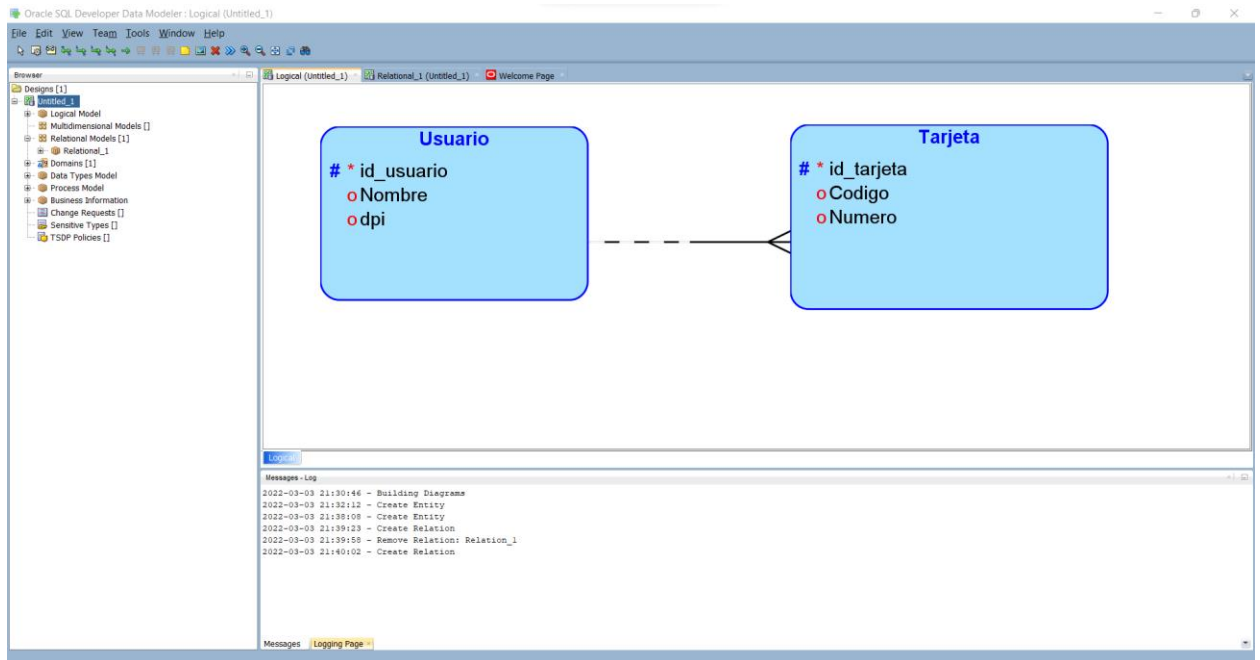 Oracle SQL Developer Data Modeler : Logical (Untitled_1)
File Edit View Team Tools Window Help
Browser
Designs [1]
Untitled_1
Logical Model
Multidimensional Models []
Relational Models [1]
Relational_1
Domains [1]
Data Types Model
Process Model
Business Information
Change Requests []
Sensitive Types []
TSDP Policies []
Logical (Untitled_1) Relational_1 (Untitled_1) Welcome Page
Usuario
# * id_usuario
o Nombre
o dpi
Tarjeta
# * id_tarjeta
o Codigo
o Numero
Logical
Messages - Log
2022-03-03 21:30:46 - Building Diagrams
2022-03-03 21:32:12 - Create Entity
2022-03-03 21:38:08 - Create Entity
2022-03-03 21:39:23 - Create Relation
2022-03-03 21:39:58 - Remove Relation: Relation_1
2022-03-03 21:40:02 - Create Relation
Messages Logging Page